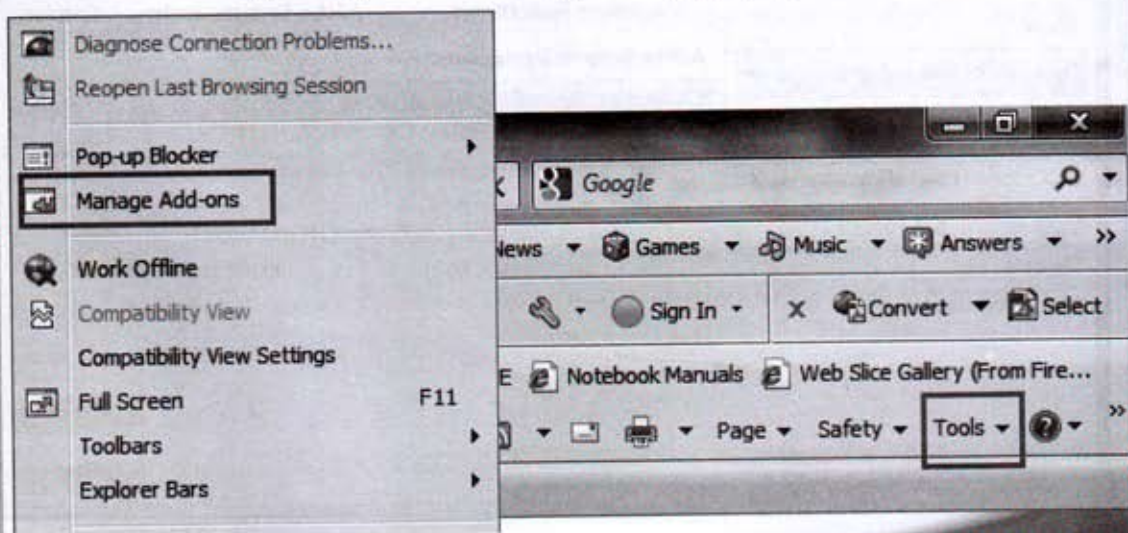 Diagnose Connection Problems...
Reopen Last Browsing Session
Pop-up Blocker
Manage Add-ons
Work Offline
Compatibility View
Compatibility View Settings
Full Screen F11
Toolbars
Explorer Bars
Google
News Games Music Answers »
Sign In X Convert Select
E Notebook Manuals Web Slice Gallery (From Fire...
Page Safety Tools »